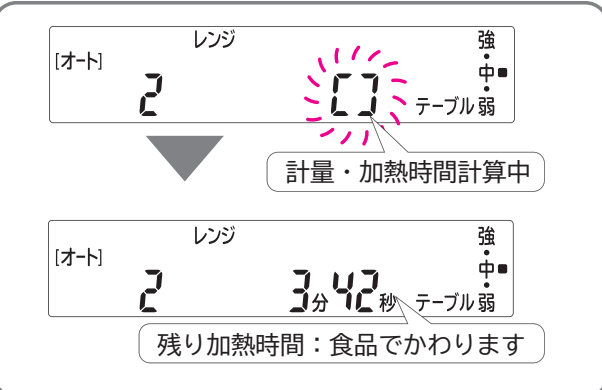 レンジ 強
[オート] ・
中■
2 ・
テーブル 弱
計量・加熱時間計算中
レンジ 強
[オート] ・
中■
2 3分42秒 ・
テーブル 弱
残り加熱時間：食品でかわります